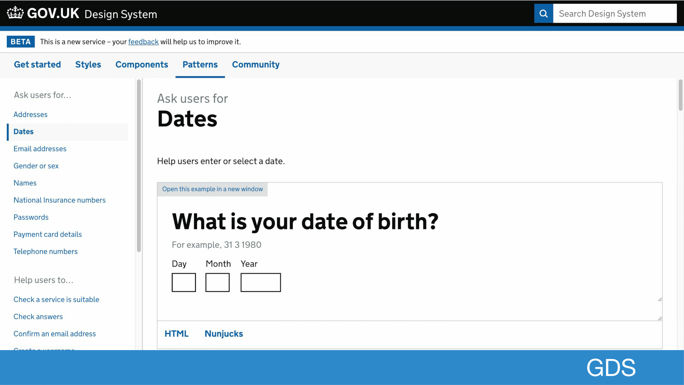 GOV.UK Design System
Search Design System
BETA This is a new service – your feedback will help us to improve it.
Get started Styles Components Patterns Community
Ask users for...
Addresses
Dates
Email addresses
Gender or sex
Names
National Insurance numbers
Passwords
Payment card details
Telephone numbers
Help users to...
Check a service is suitable
Check answers
Confirm an email address
Ask users for
Dates
Help users enter or select a date.
Open this example in a new window
What is your date of birth?
For example, 31 3 1980
Day Month Year
HTML Nunjucks
GDS